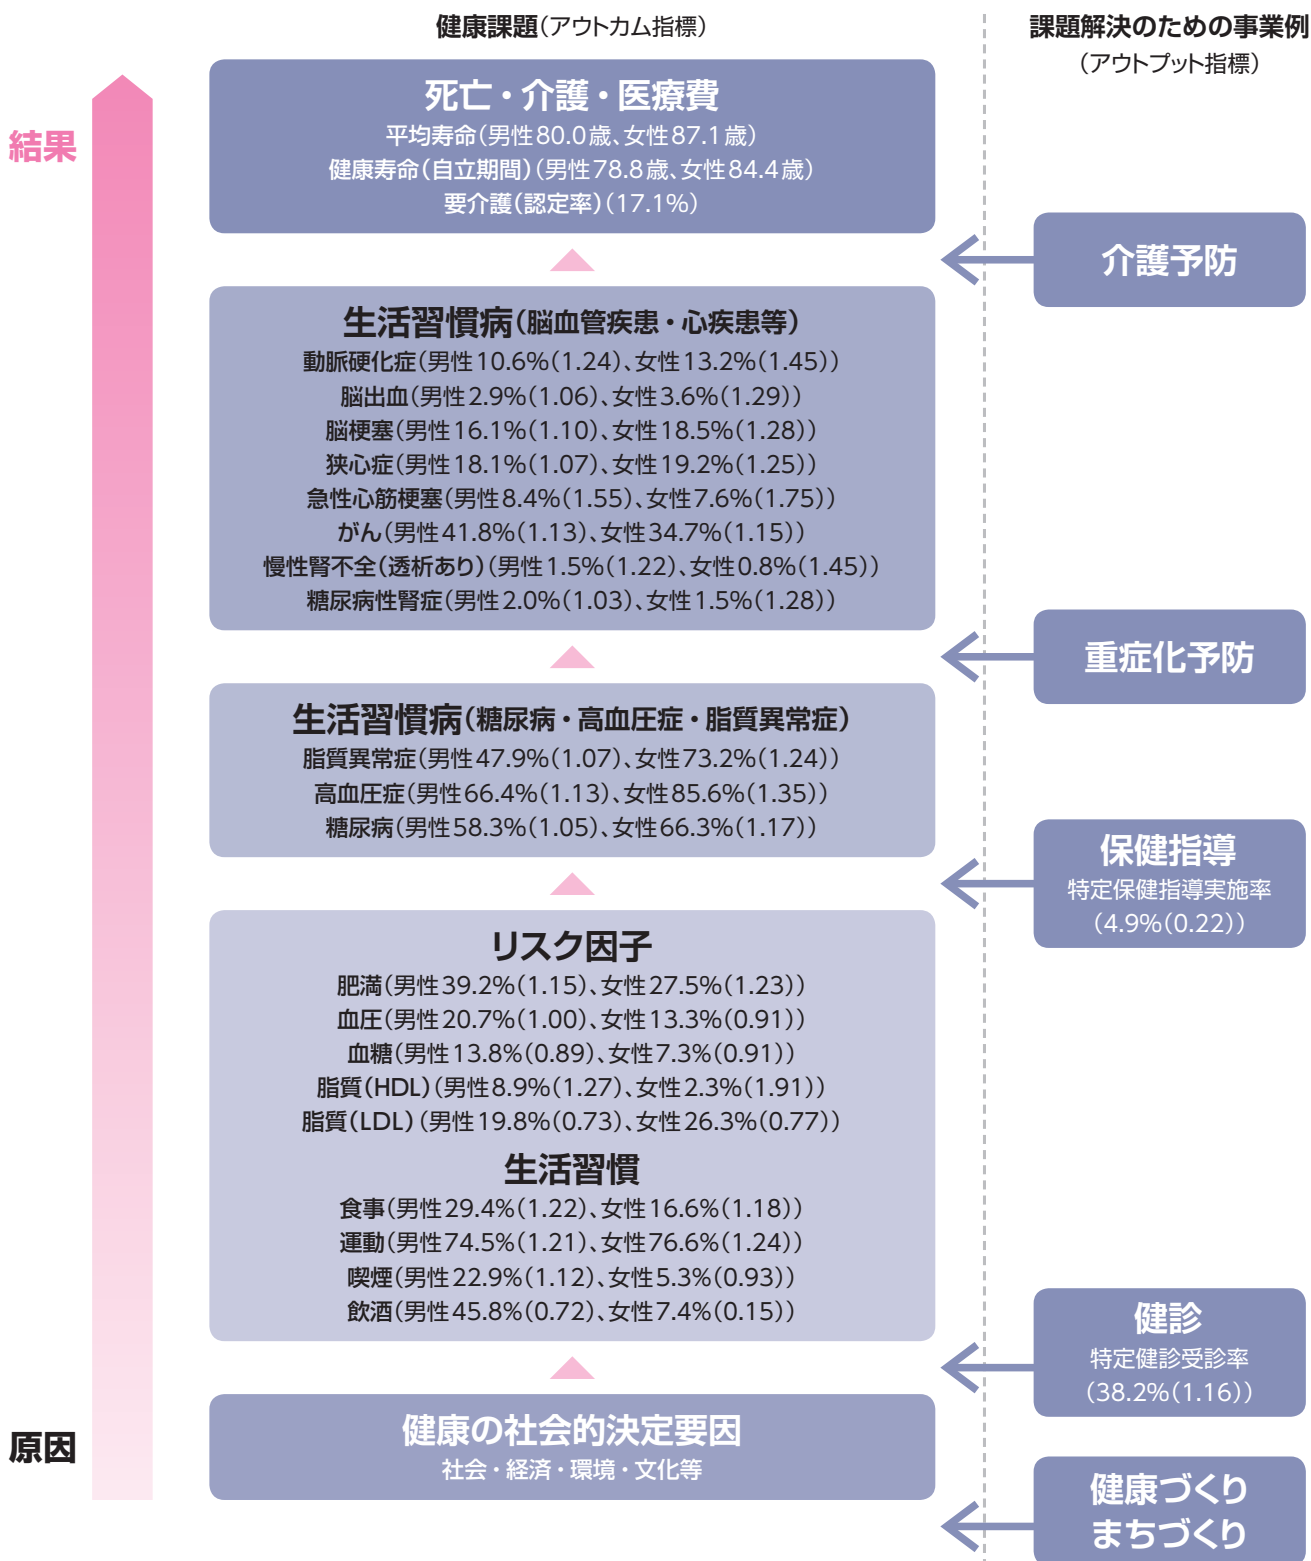 健康課題(アウトカム指標)
課題解決のための事業例
(アウトプット指標)
結果
死亡・介護・医療費
平均寿命(男性80.0歳、女性87.1歳)
健康寿命(自立期間)(男性78.8歳、女性84.4歳)
要介護(認定率)(17.1%)
介護予防
生活習慣病(脳血管疾患・心疾患等)
動脈硬化症(男性10.6%(1.24)、女性13.2%(1.45))
脳出血(男性2.9%(1.06)、女性3.6%(1.29))
脳梗塞(男性16.1%(1.10)、女性18.5%(1.28))
狭心症(男性18.1%(1.07)、女性19.2%(1.25))
急性心筋梗塞(男性8.4%(1.55)、女性7.6%(1.75))
がん(男性41.8%(1.13)、女性34.7%(1.15))
慢性腎不全(透析あり)(男性1.5%(1.22)、女性0.8%(1.45))
糖尿病性腎症(男性2.0%(1.03)、女性1.5%(1.28))
重症化予防
生活習慣病(糖尿病・高血圧症・脂質異常症)
脂質異常症(男性47.9%(1.07)、女性73.2%(1.24))
高血圧症(男性66.4%(1.13)、女性85.6%(1.35))
糖尿病(男性58.3%(1.05)、女性66.3%(1.17))
保健指導
特定保健指導実施率
(4.9%(0.22))
リスク因子
肥満(男性39.2%(1.15)、女性27.5%(1.23))
血圧(男性20.7%(1.00)、女性13.3%(0.91))
血糖(男性13.8%(0.89)、女性7.3%(0.91))
脂質(HDL)(男性8.9%(1.27)、女性2.3%(1.91))
脂質(LDL)(男性19.8%(0.73)、女性26.3%(0.77))
生活習慣
食事(男性29.4%(1.22)、女性16.6%(1.18))
運動(男性74.5%(1.21)、女性76.6%(1.24))
喫煙(男性22.9%(1.12)、女性5.3%(0.93))
飲酒(男性45.8%(0.72)、女性7.4%(0.15))
健診
特定健診受診率
(38.2%(1.16))
原因
健康の社会的決定要因
社会・経済・環境・文化等
健康づくり
まちづくり